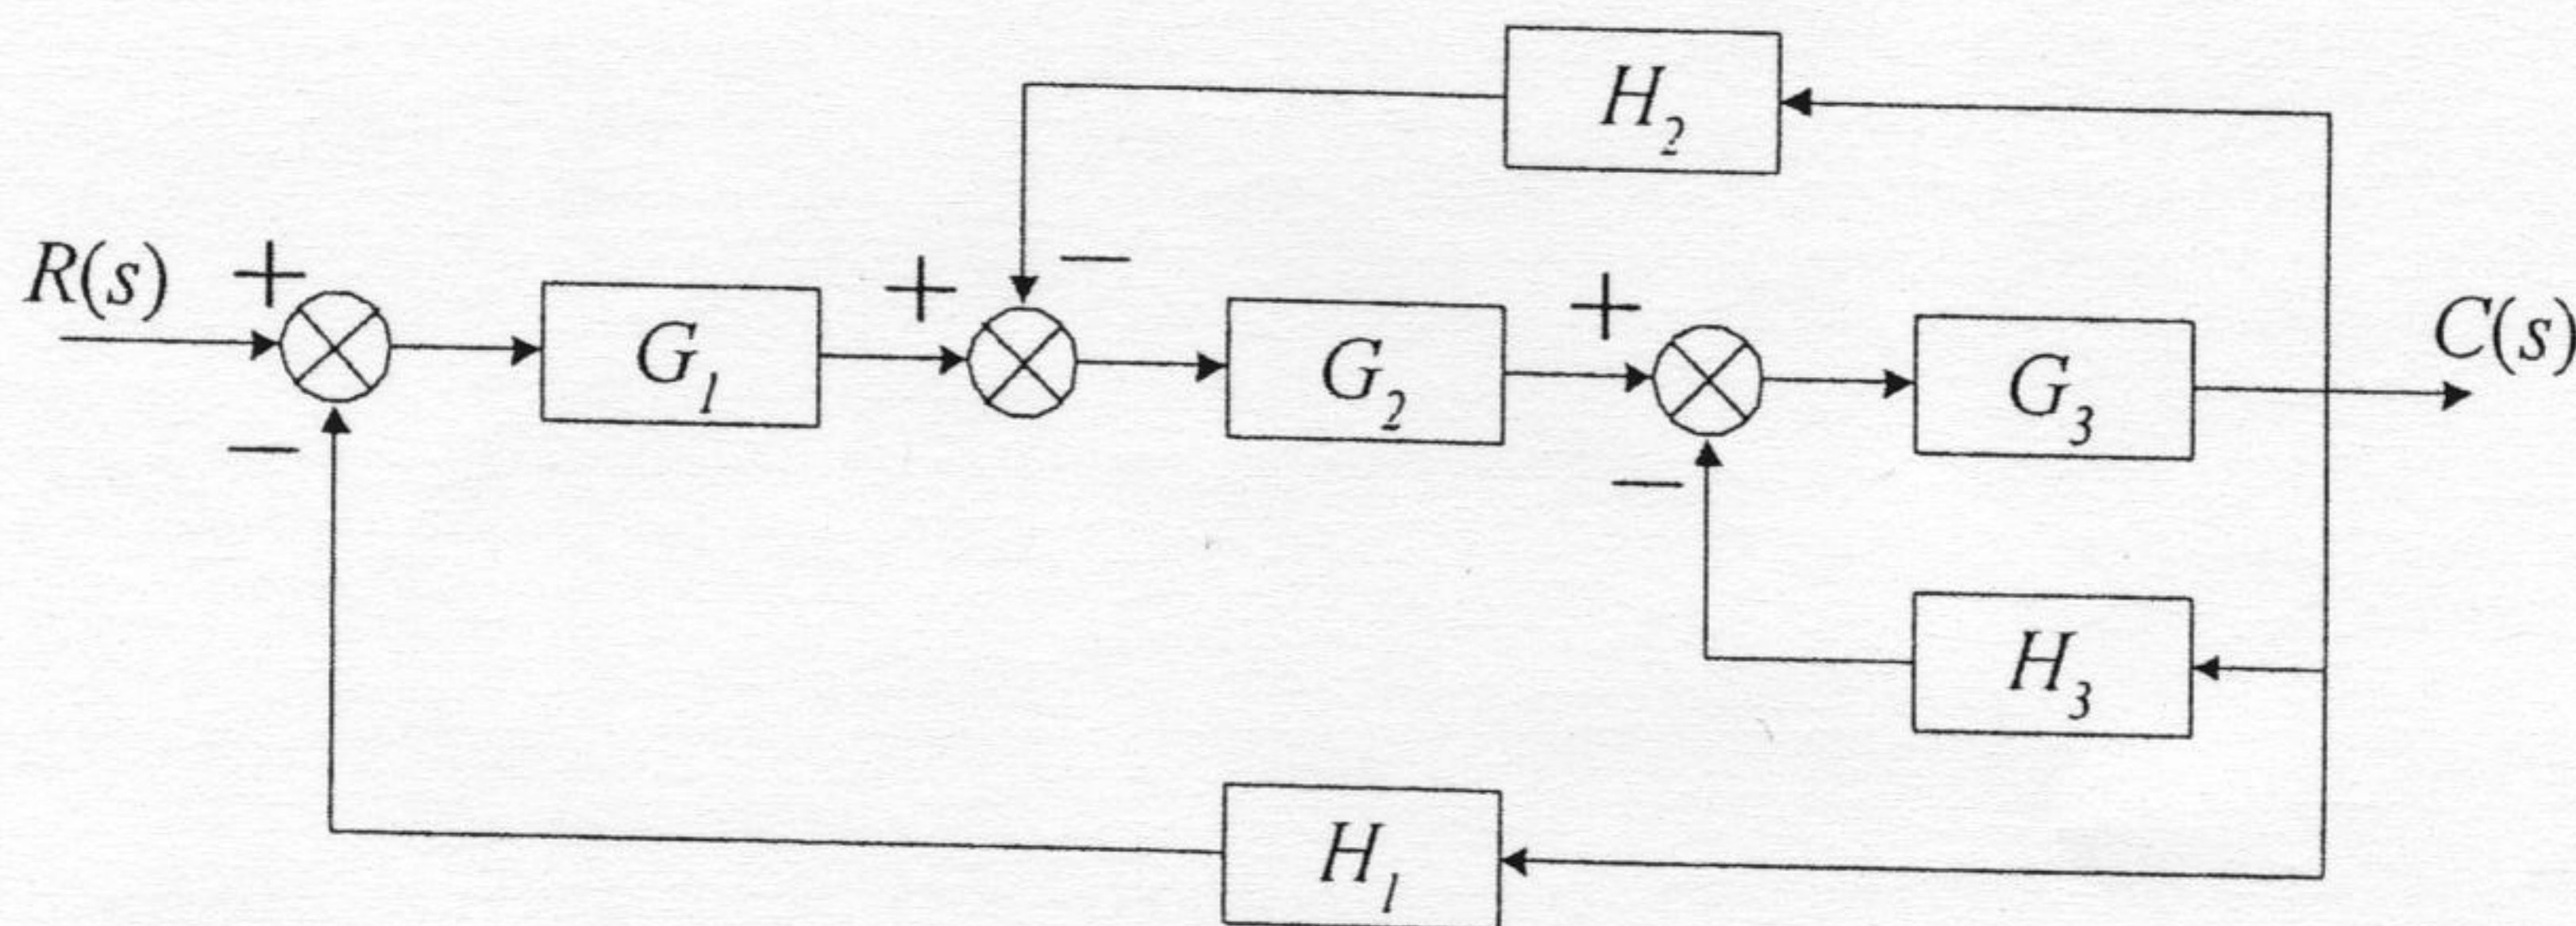 H₂
R(s) + G₁ + − G₂ + G₃ C(s)
− −
H₃
H₁